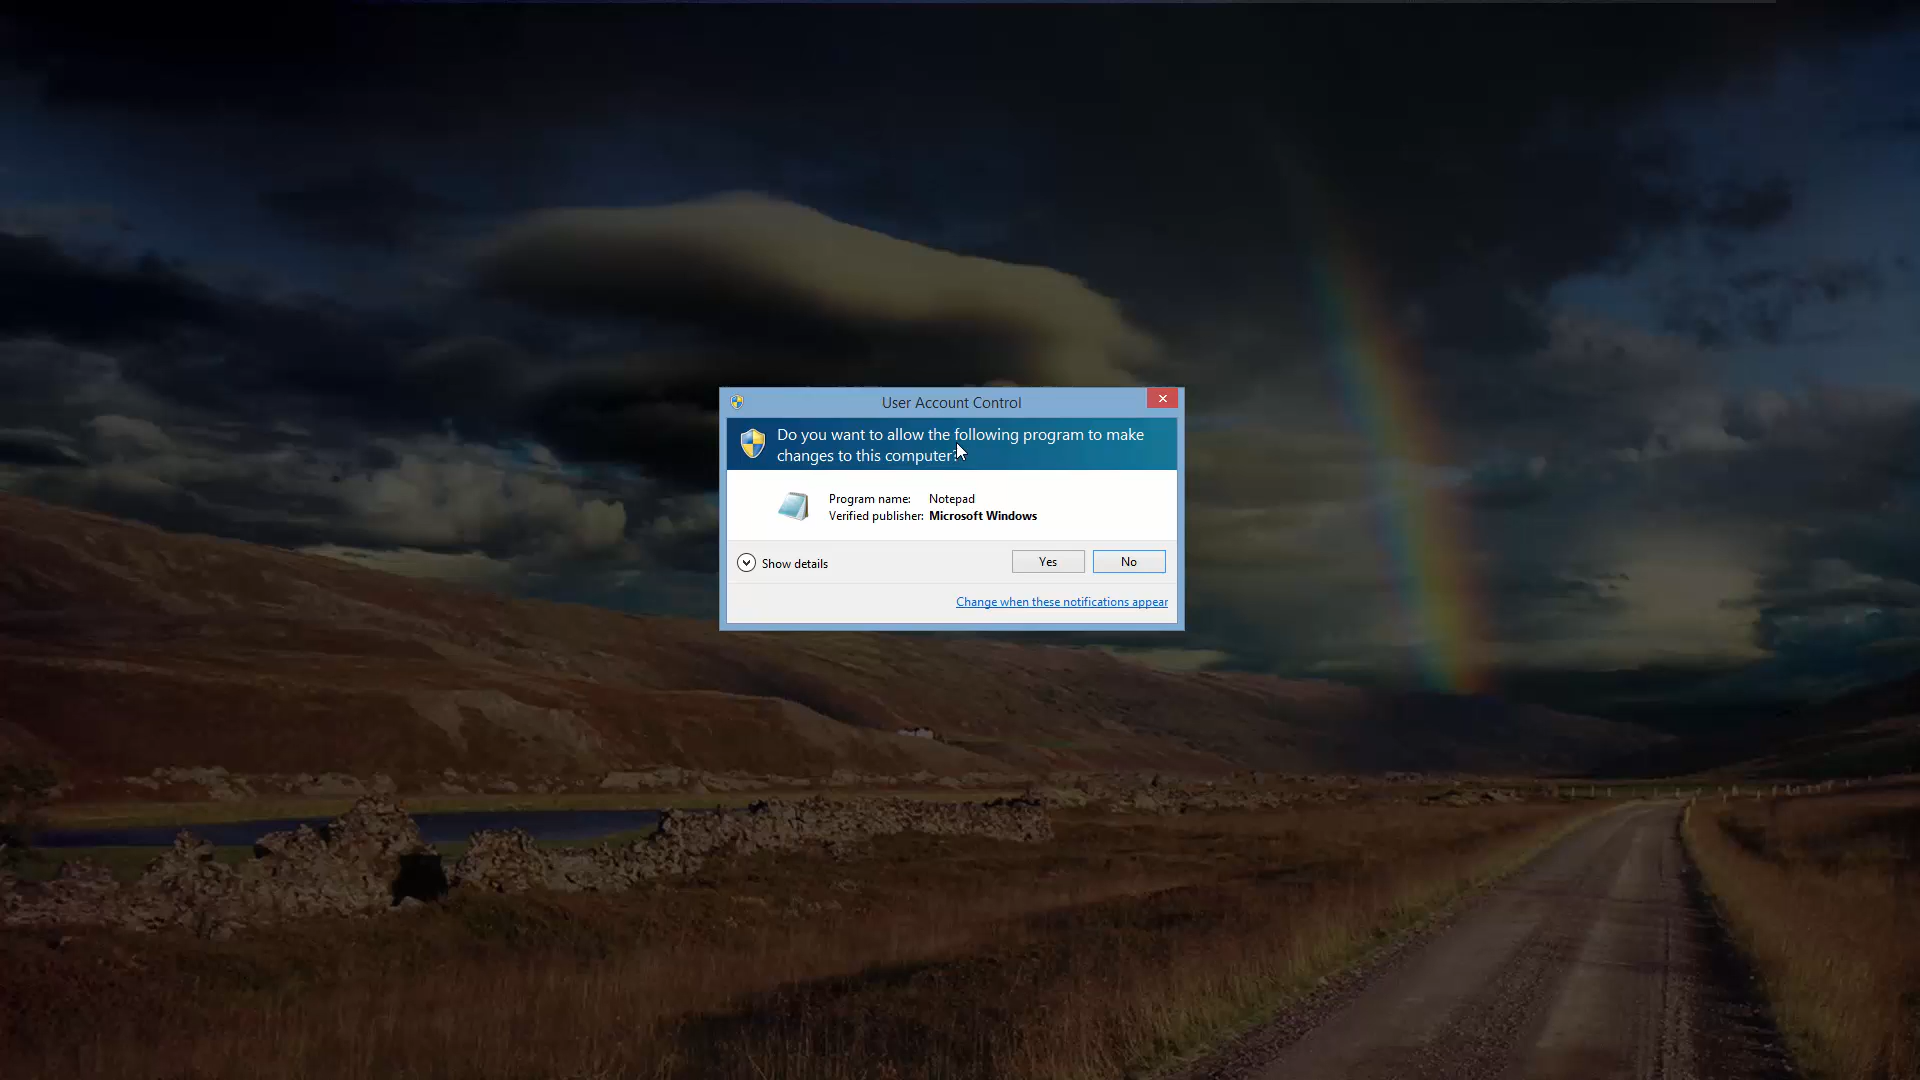 User Account Control
Do you want to allow the following program to make
changes to this computer?
Program name: Notepad
Verified publisher: Microsoft Windows
Show details
Yes
No
Change when these notifications appear